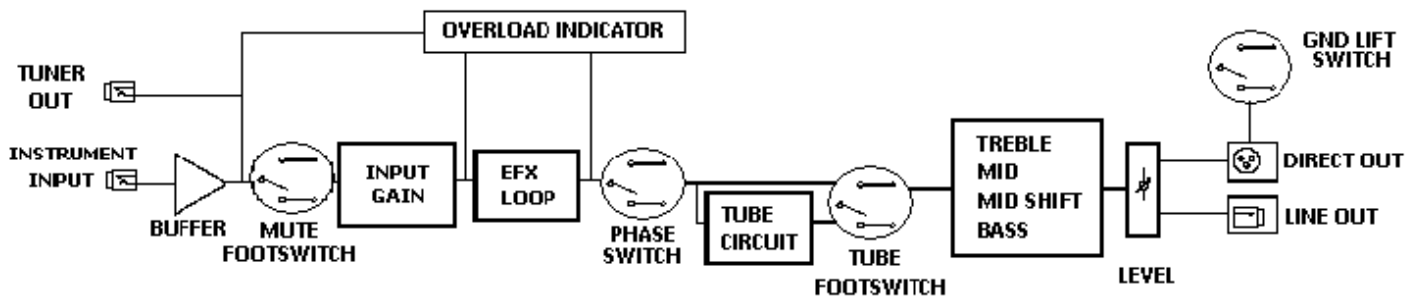 OVERLOAD INDICATOR
GND LIFT
SWITCH
TUNER
OUT
INSTRUMENT
INPUT
BUFFER
MUTE
FOOTSWITCH
INPUT
GAIN
EFX
LOOP
PHASE
SWITCH
TUBE
CIRCUIT
TUBE
FOOTSWITCH
TREBLE
MID
MID SHIFT
BASS
LEVEL
DIRECT OUT
LINE OUT